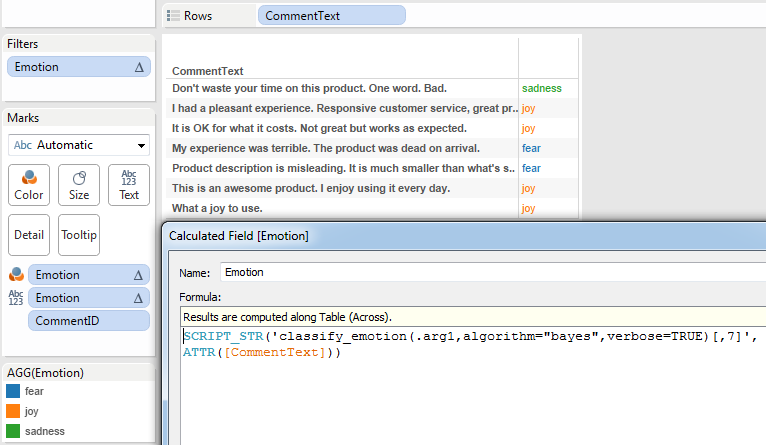 Rows
CommentText
Filters
Emotion Δ
CommentText
Don't waste your time on this product. One word. Bad. sadness
I had a pleasant experience. Responsive customer service, great pr.. joy
It is OK for what it costs. Not great but works as expected. joy
My experience was terrible. The product was dead on arrival. fear
Product description is misleading. It is much smaller than what's s.. fear
This is an awesome product. I enjoy using it every day. joy
What a joy to use. joy
Marks
Abc Automatic
Color
Size
Abc
123
Text
Detail
Tooltip
Emotion Δ
Abc
123
Emotion Δ
CommentID
AGG(Emotion)
fear
joy
sadness
Calculated Field [Emotion]
Name: Emotion
Formula:
Results are computed along Table (Across).
SCRIPT_STR('classify_emotion(.arg1,algorithm="bayes",verbose=TRUE)[,7]',
ATTR([CommentText]))